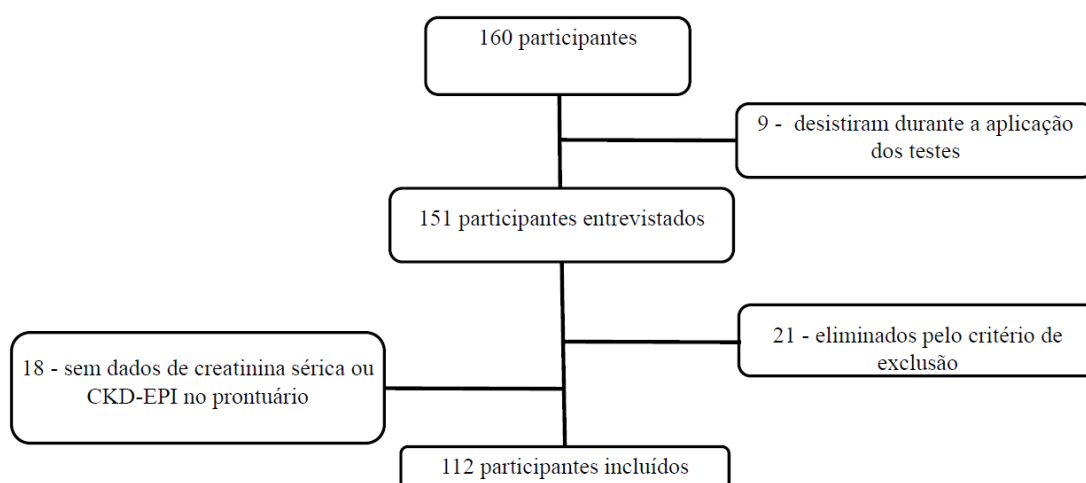 160 participantes
9 -  desistiram durante a aplicação
dos testes
151 participantes entrevistados
21 - eliminados pelo critério de
exclusão
18 - sem dados de creatinina sérica ou
CKD-EPI no prontuário
112 participantes incluídos